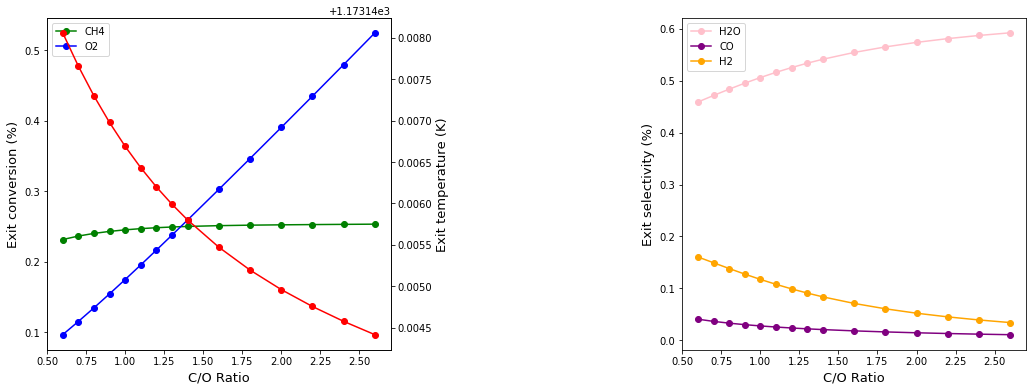 +1.17314e3
CH4
O2
0.5
0.4
0.3
0.2
0.1
Exit conversion (%)
0.0080
0.0075
0.0070
0.0065
0.0060
0.0055
0.0050
0.0045
Exit temperature (K)
0.50 0.75 1.00 1.25 1.50 1.75 2.00 2.25 2.50
C/O Ratio
H2O
CO
H2
0.6
0.5
0.4
0.3
0.2
0.1
0.0
Exit selectivity (%)
0.50 0.75 1.00 1.25 1.50 1.75 2.00 2.25 2.50
C/O Ratio